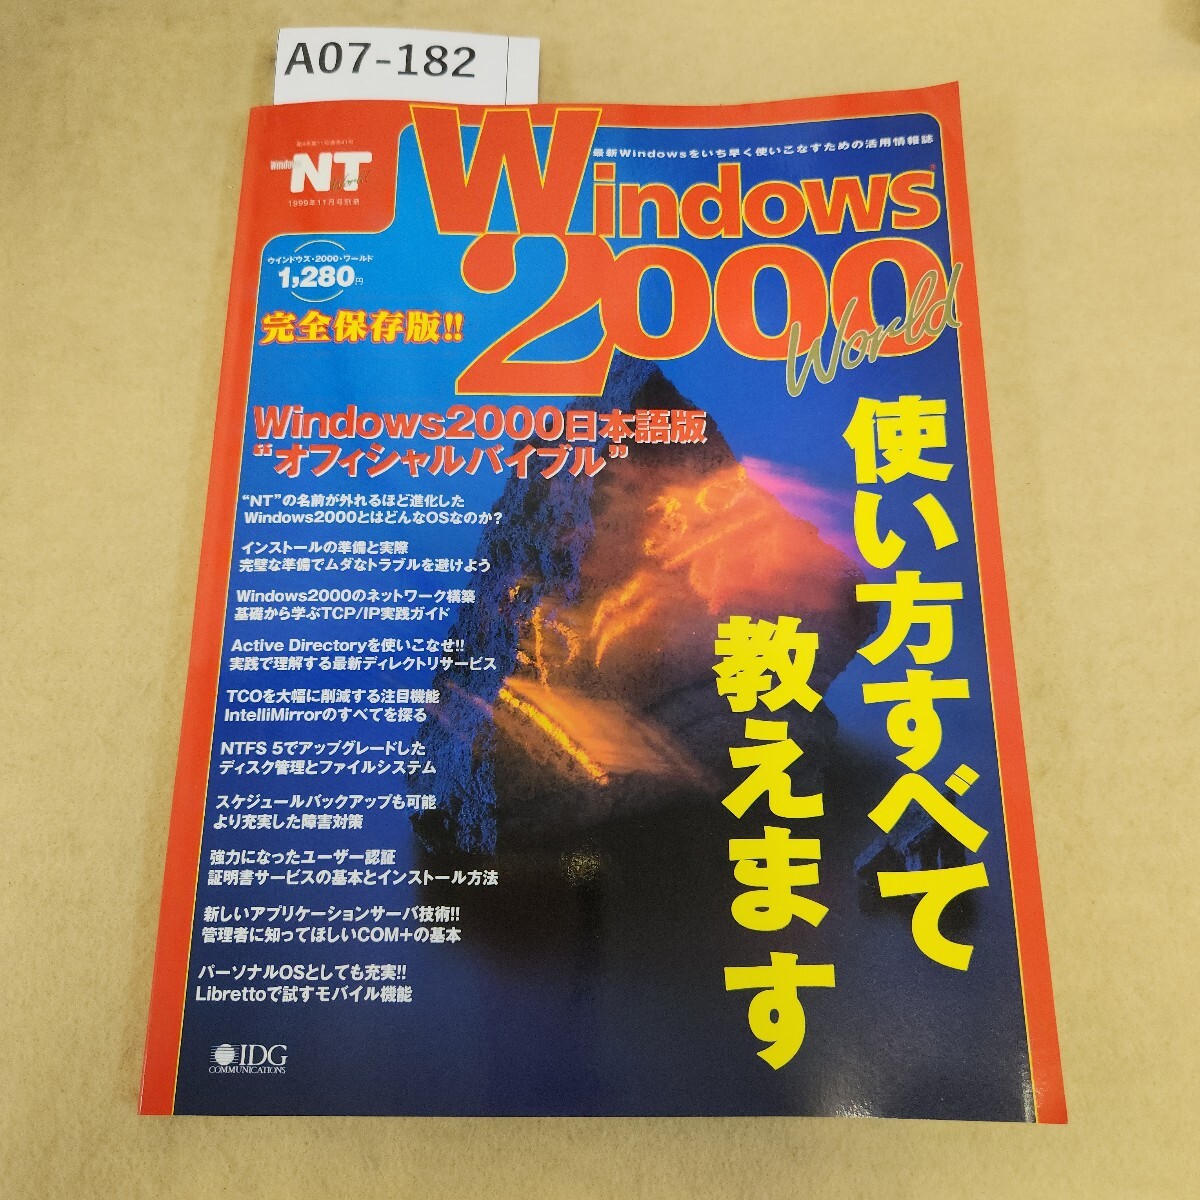 A07-182
Windows
NT
World
1999年11月号別冊
最新Windowsをいち早く使いこなすための活用情報誌
Windows
2000
World
ウインドウズ・2000・ワールド
1,280円
完全保存版!!
Windows2000日本語版
“オフィシャルバイブル”
使い方すべて
教えます
“NT”の名前が外れるほど進化した
Windows2000とはどんなOSなのか?
インストールの準備と実際
完璧な準備でムダなトラブルを避けよう
Windows2000のネットワーク構築
基礎から学ぶTCP/IP実践ガイド
Active Directoryを使いこなせ!!
実践で理解する最新ディレクトリサービス
TCOを大幅に削減する注目機能
IntelliMirrorのすべてを探る
NTFS 5でアップグレードした
ディスク管理とファイルシステム
スケジュールバックアップも可能
より充実した障害対策
強力になったユーザー認証
証明書サービスの基本とインストール方法
新しいアプリケーションサーバ技術!!
管理者に知ってほしいCOM+の基本
パーソナルOSとしても充実!!
Librettoで試すモバイル機能
IDG
COMMUNICATIONS